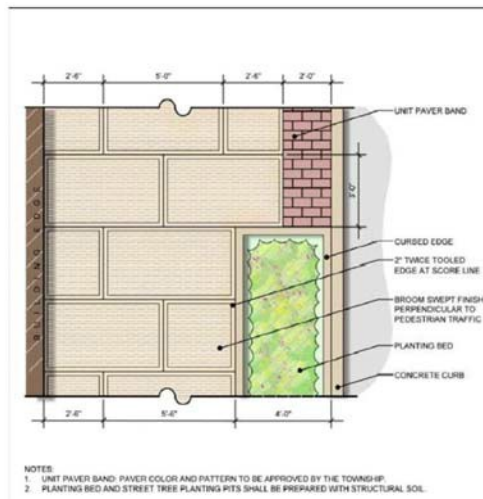 2'-6"
5'-0"
2'-6"
2'-0"
UNIT PAVER BAND
BUILDING EDGE
3'-0"
CURBED EDGE
2" TWICE TOOLED
EDGE AT SCORE LINE
BROOM SWEPT FINISH
PERPENDICULAR TO
PEDESTRIAN TRAFFIC
PLANTING BED
CONCRETE CURB
2'-6"
5'-6"
4'-0"
NOTES:
1. UNIT PAVER BAND: PAVER COLOR AND PATTERN TO BE APPROVED BY THE TOWNSHIP.
2. PLANTING BED AND STREET TREE PLANTING PITS SHALL BE PREPARED WITH STRUCTURAL SOIL.